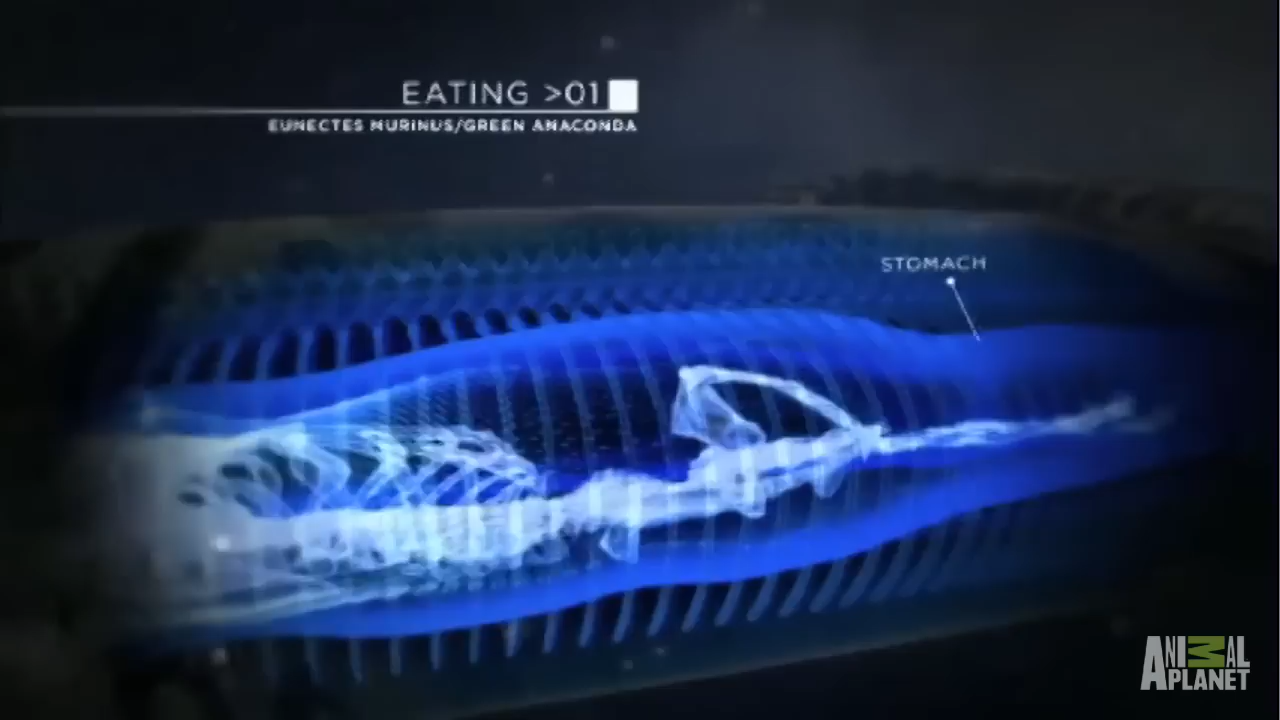 EATING >01
EUNECTES MURINUS/GREEN ANACONDA
STOMACH
ANIMAL
PLANET